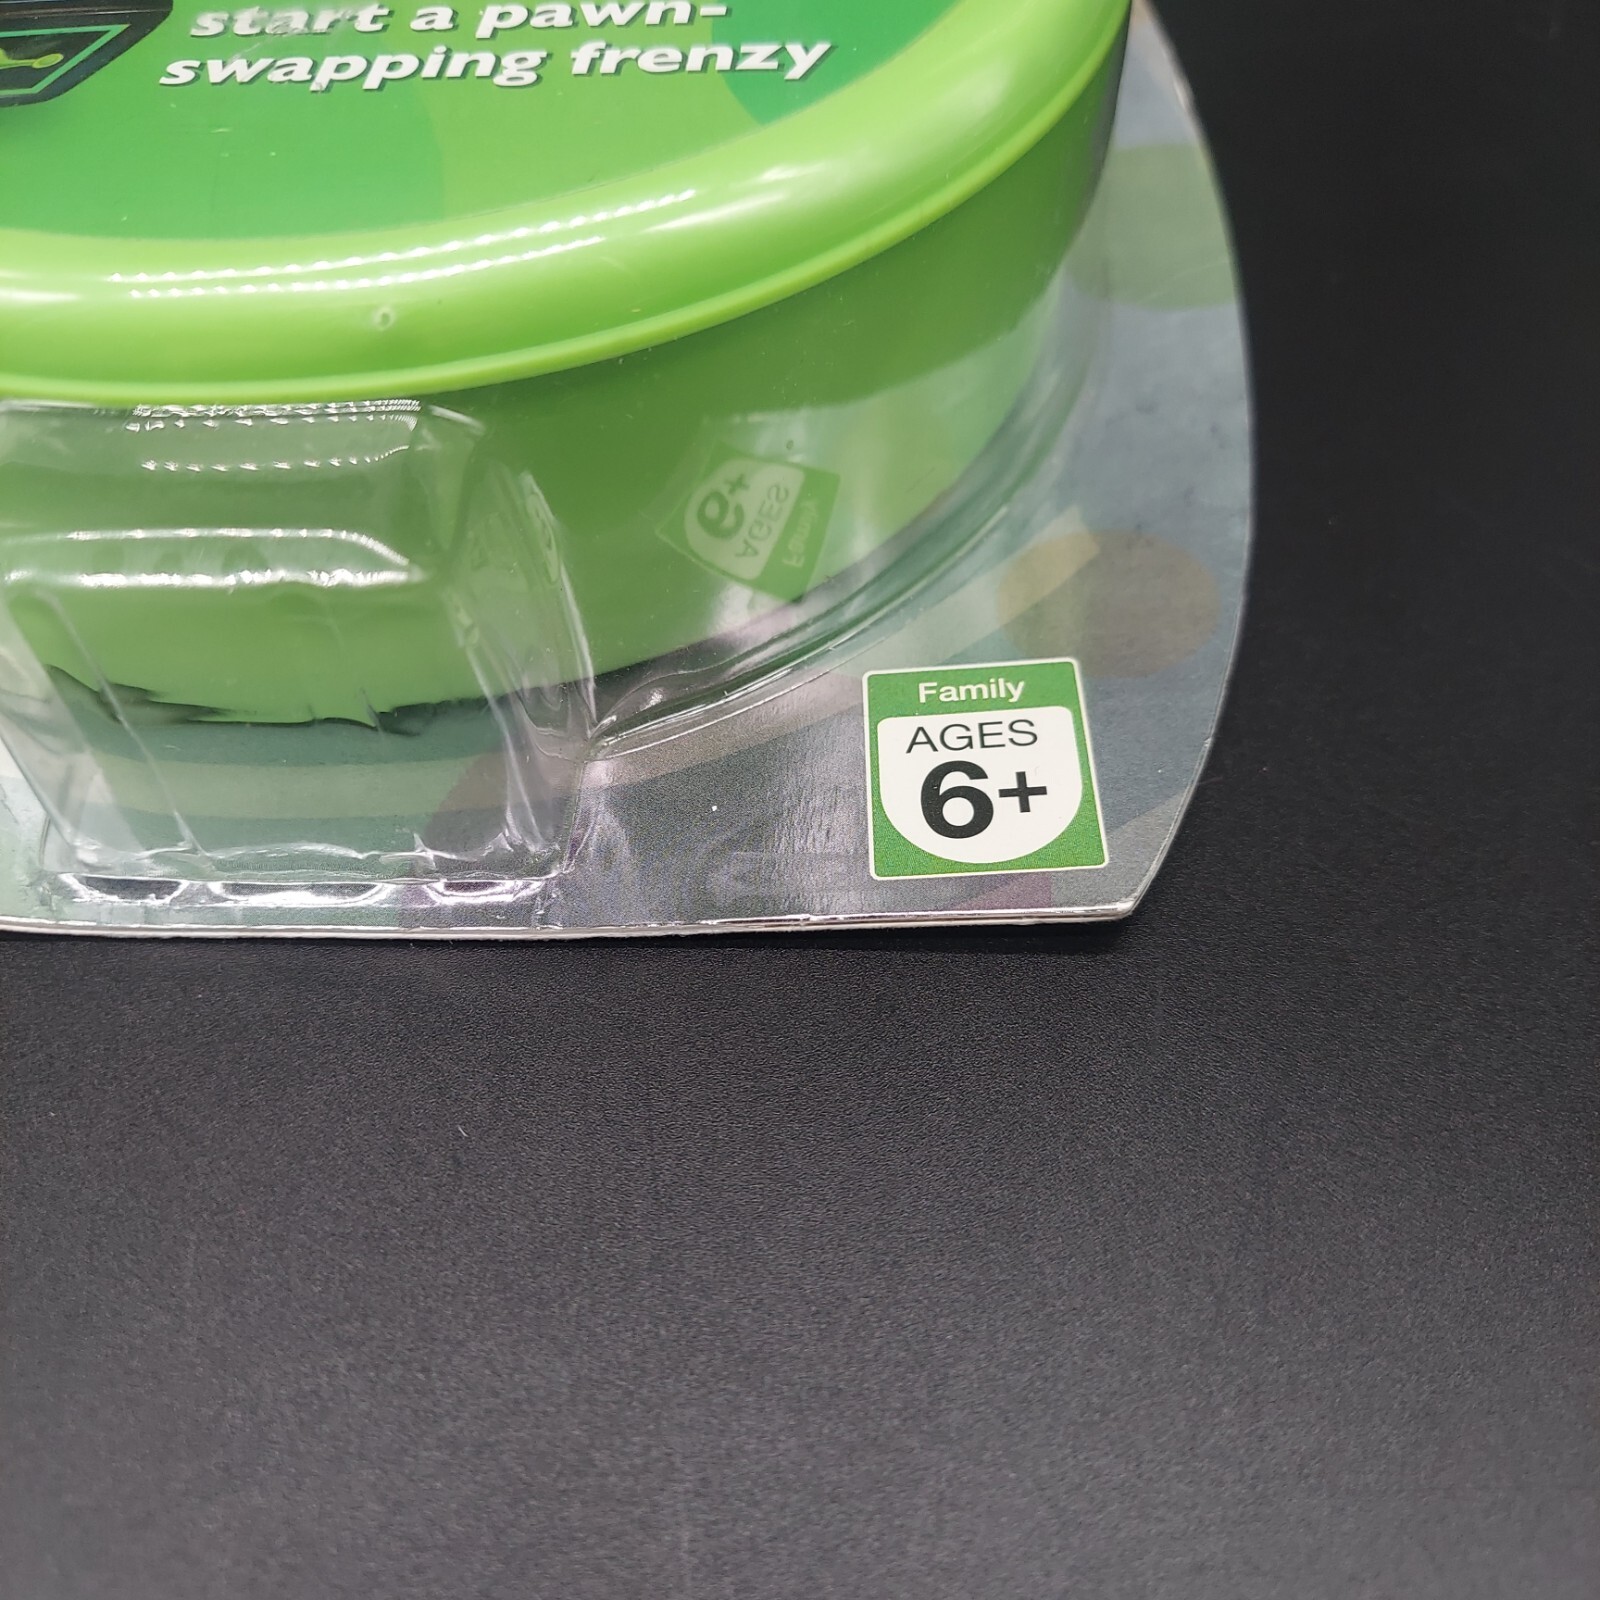 start a pawn-
swapping frenzy
Family
AGES
6+